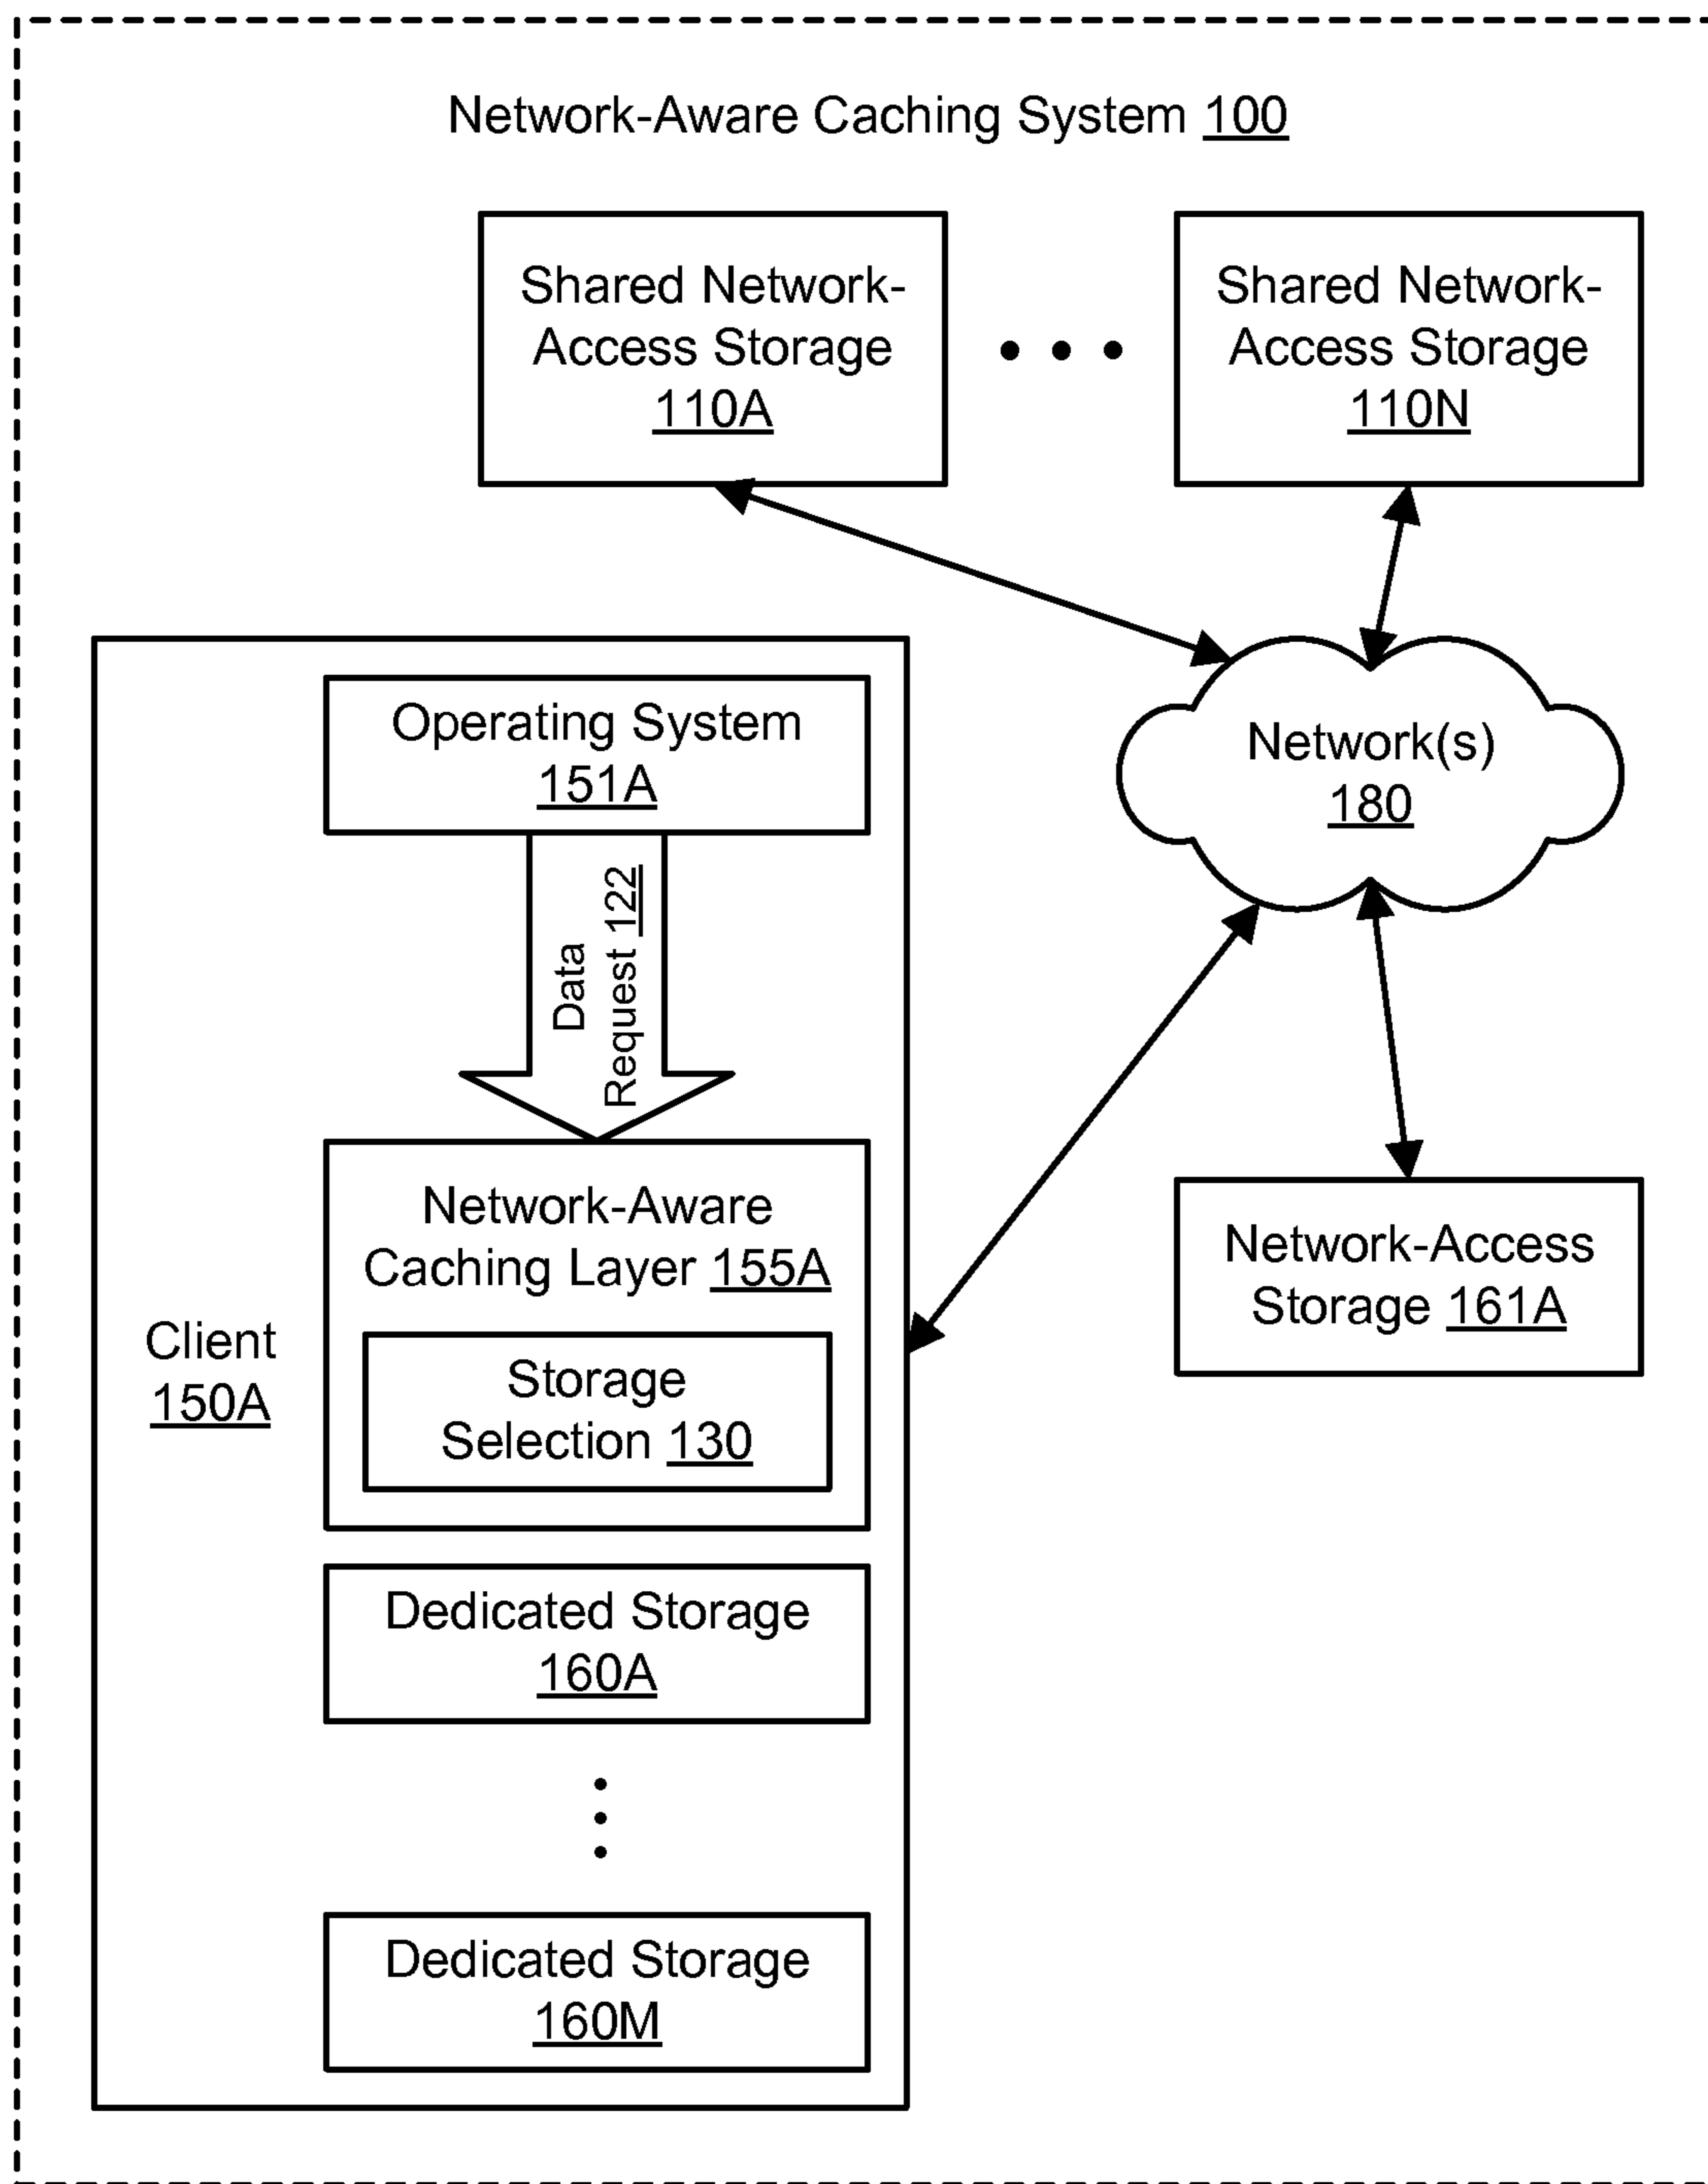 Network-Aware Caching System 100
Shared Network-
Access Storage
110A
Shared Network-
Access Storage
110N
Operating System
151A
Network(s)
180
Data
Request 122
Network-Aware
Caching Layer 155A
Network-Access
Storage 161A
Client
150A
Storage
Selection 130
Dedicated Storage
160A
Dedicated Storage
160M